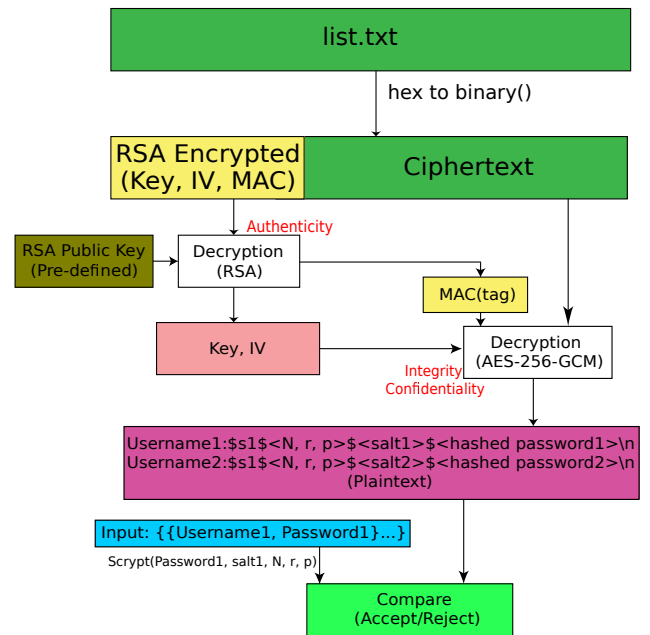 list.txt
hex to binary()
RSA Encrypted
(Key, IV, MAC)
Ciphertext
Authenticity
RSA Public Key
(Pre-defined)
Decryption
(RSA)
MAC(tag)
Key, IV
Decryption
(AES-256-GCM)
Integrity
Confidentiality
Username1:$s1$<N, r, p>$<salt1>$<hashed password1>\n
Username2:$s1$<N, r, p>$<salt2>$<hashed password2>\n
(Plaintext)
Input: {{Username1, Password1}...}
Scrypt(Password1, salt1, N, r, p)
Compare
(Accept/Reject)